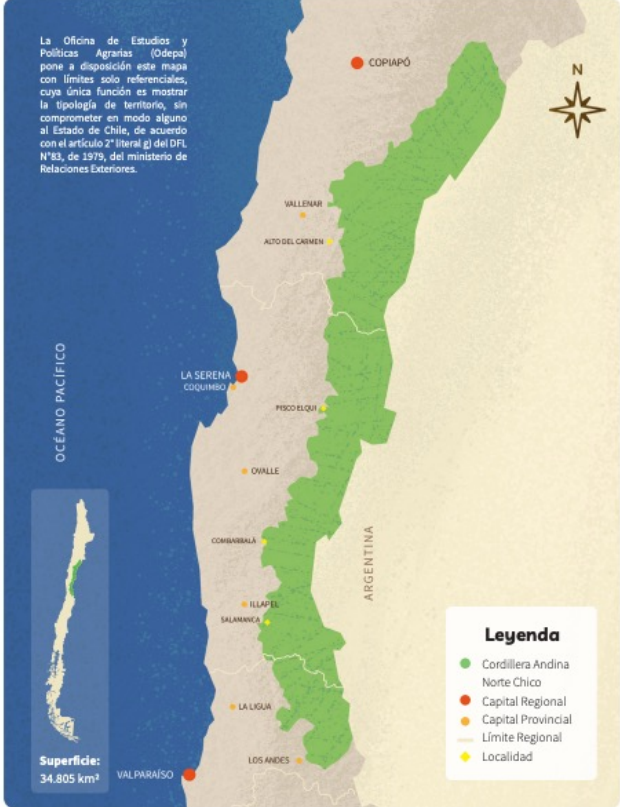 La Oficina de Estudios y
Políticas Agrarias (Odepa)
pone a disposición este mapa
con límites solo referenciales,
cuya única función es mostrar
la tipología de territorio, sin
comprometer en modo alguno
al Estado de Chile, de acuerdo
con el artículo 2° literal g) del DFL
N°83, de 1979, del ministerio de
Relaciones Exteriores.
COPIAPÓ
N
VALLENAR
ALTO DEL CARMEN
OCÉANO PACÍFICO
LA SERENA
COQUIMBO
PISCO ELQUI
OVALLE
COMBARBALÁ
ARGENTINA
ILLAPEL
SALAMANCA
LA LIGUA
LOS ANDES
VALPARAÍSO
Superficie:
34.805 km²
Leyenda
Cordillera Andina
Norte Chico
Capital Regional
Capital Provincial
Límite Regional
Localidad